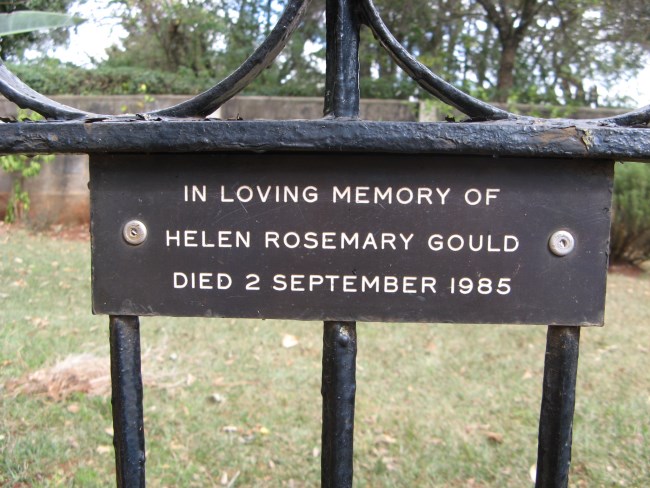 IN LOVING MEMORY OF
HELEN ROSEMARY GOULD
DIED 2 SEPTEMBER 1985